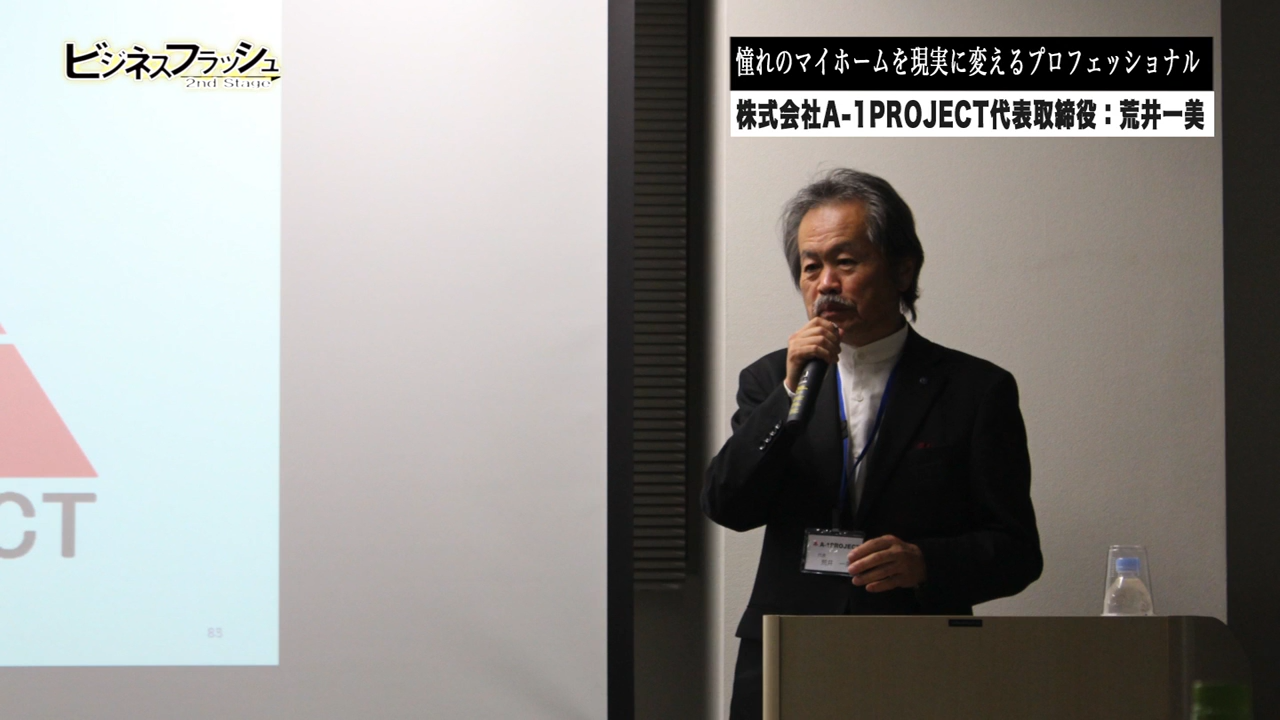 ビジネスフラッシュ
2nd Stage
憧れのマイホームを現実に変えるプロフェッショナル
株式会社A-1PROJECT代表取締役：荒井一美
CT
A-1PROJECT
63